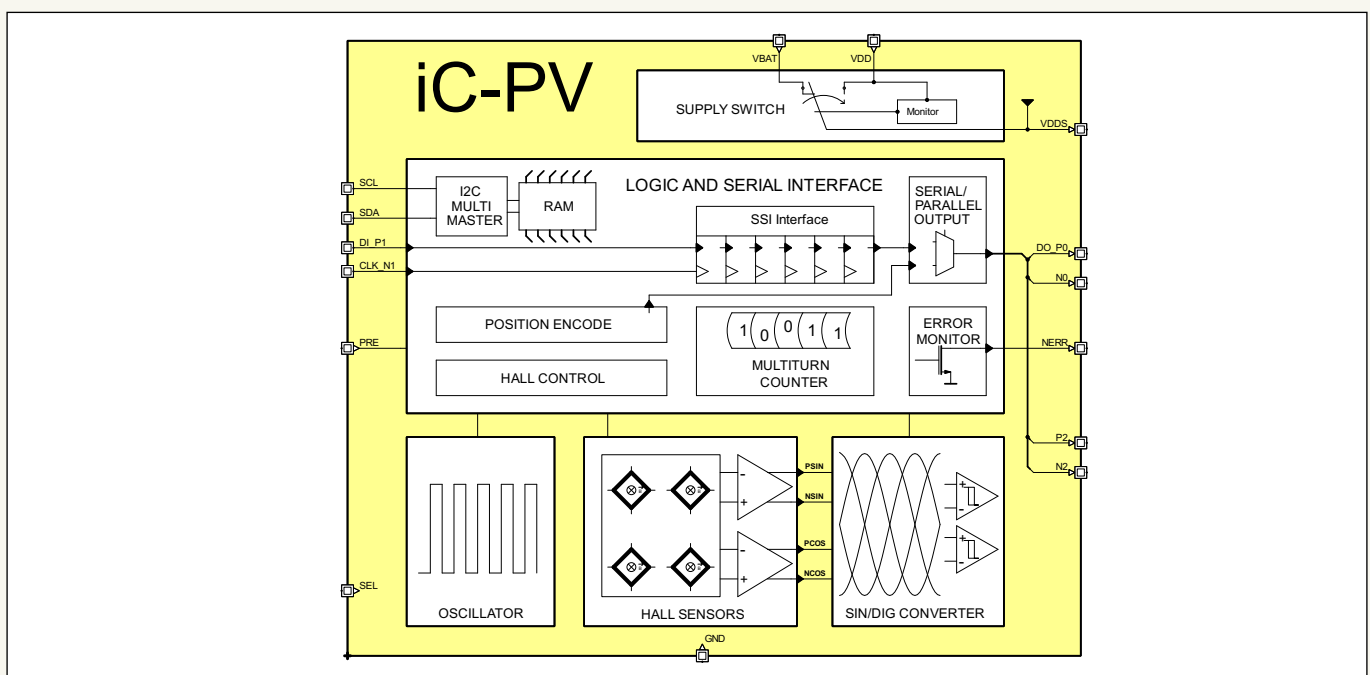 iC-PV
VBAT
VDD
SUPPLY SWITCH
Monitor
VDDS
SCL
SDA
DI_P1
CLK_N1
PRE
SEL
LOGIC AND SERIAL INTERFACE
I2C
MULTI
MASTER
RAM
SSI Interface
SERIAL/
PARALLEL
OUTPUT
DO_P0
N0
POSITION ENCODE
HALL CONTROL
1 0 0 1 1
MULTITURN
COUNTER
ERROR
MONITOR
NERR
P2
N2
OSCILLATOR
- +
- +
HALL SENSORS
PSIN
NSIN
PCOS
NCOS
+ -
+ -
SIN/DIG CONVERTER
GND